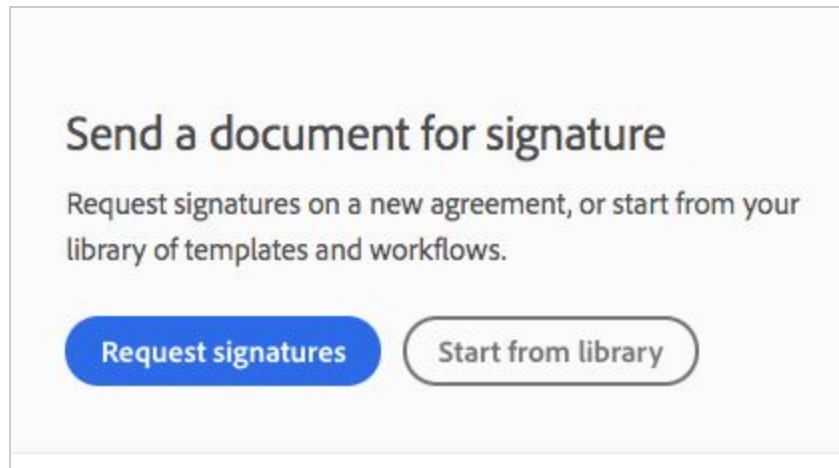 Send a document for signature
Request signatures on a new agreement, or start from your
library of templates and workflows.
Request signatures
Start from library